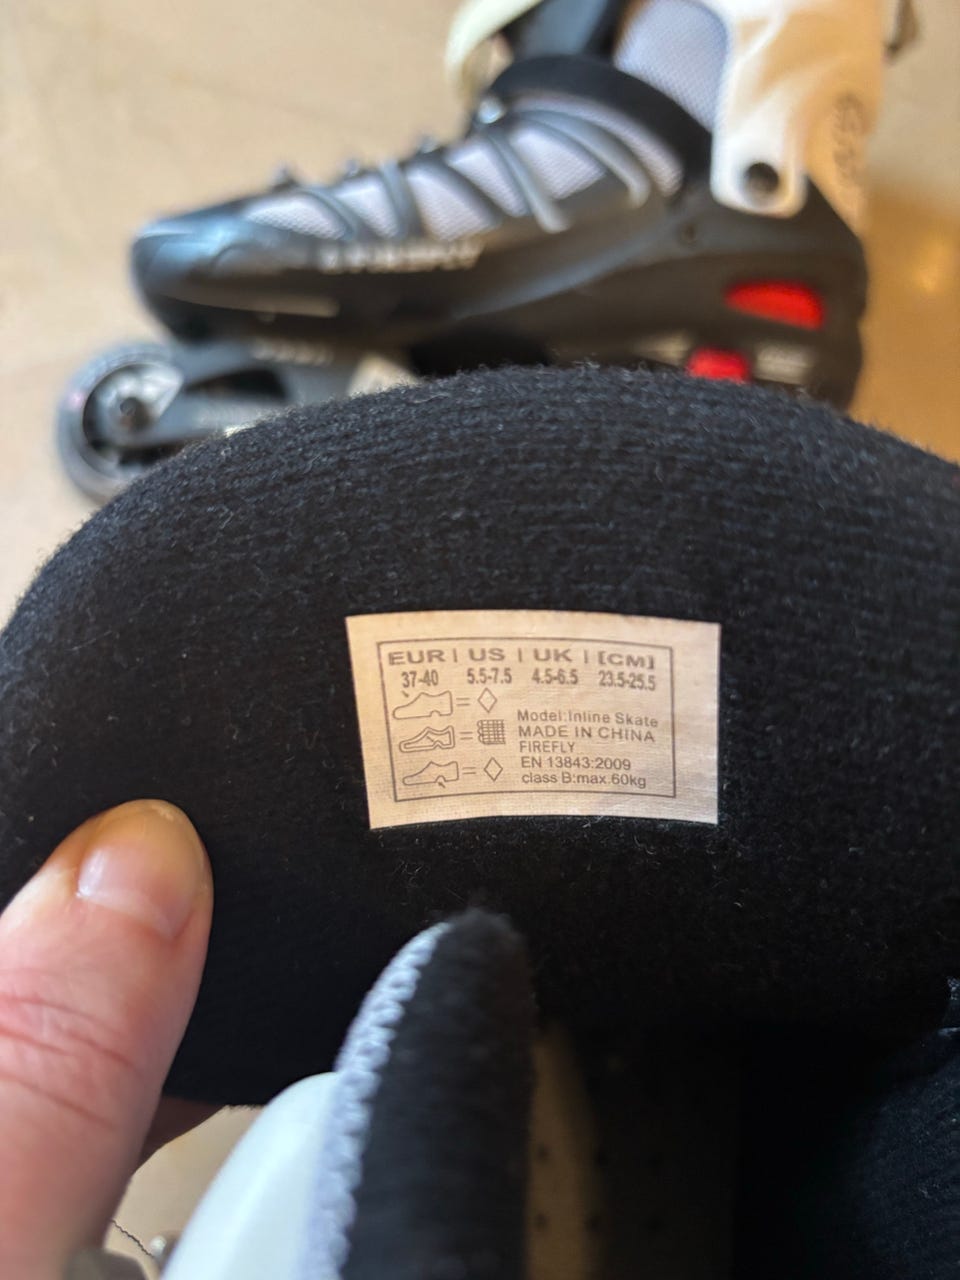 FIREFLY
EUR | US | UK | [CM]
37-40 5.5-7.5 4.5-6.5 23.5-25.5
Model:Inline Skate
MADE IN CHINA
FIREFLY
EN 13843:2009
class B:max.60kg